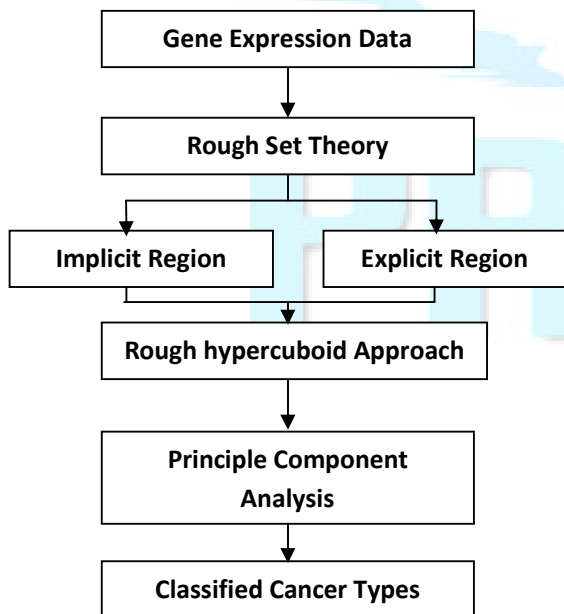 Gene Expression Data
Rough Set Theory
Implicit Region
Explicit Region
Rough hypercuboid Approach
Principle Component
Analysis
Classified Cancer Types